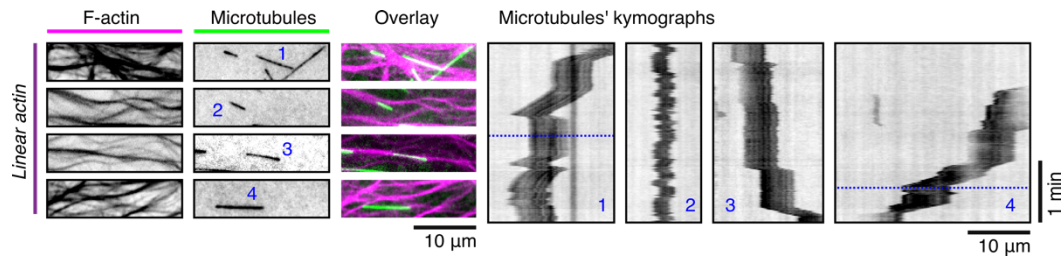 F-actin
Microtubules
Overlay
Microtubules' kymographs
Linear actin
1
2
3
4
1
2
3
4
1 min
10 µm
10 µm